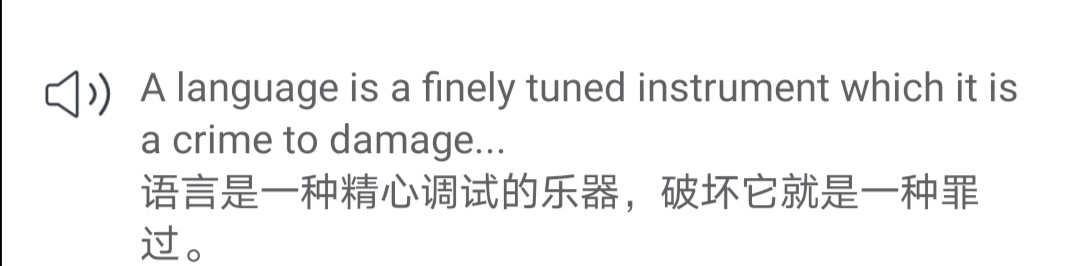 A language is a finely tuned instrument which it is
a crime to damage...
语言是一种精心调试的乐器，破坏它就是一种罪
过。